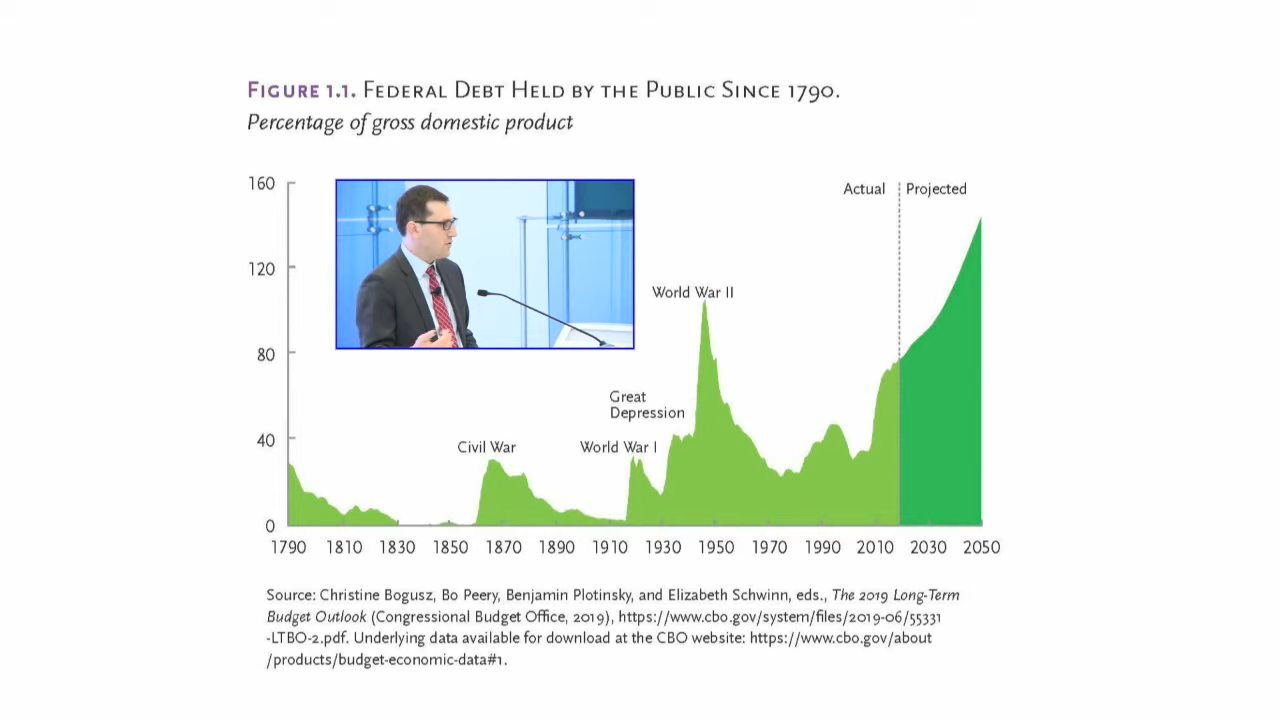 FIGURE 1.1. FEDERAL DEBT HELD BY THE PUBLIC SINCE 1790.
Percentage of gross domestic product
160
120
80
40
0
Actual
Projected
World War II
Great
Depression
Civil War
World War I
1790 1810 1830 1850 1870 1890 1910 1930 1950 1970 1990 2010 2030 2050
Source: Christine Bogusz, Bo Peery, Benjamin Plotinsky, and Elizabeth Schwinn, eds., The 2019 Long-Term
Budget Outlook (Congressional Budget Office, 2019), https://www.cbo.gov/system/files/2019-06/55331
-LTBO-2.pdf. Underlying data available for download at the CBO website: https://www.cbo.gov/about
/products/budget-economic-data#1.